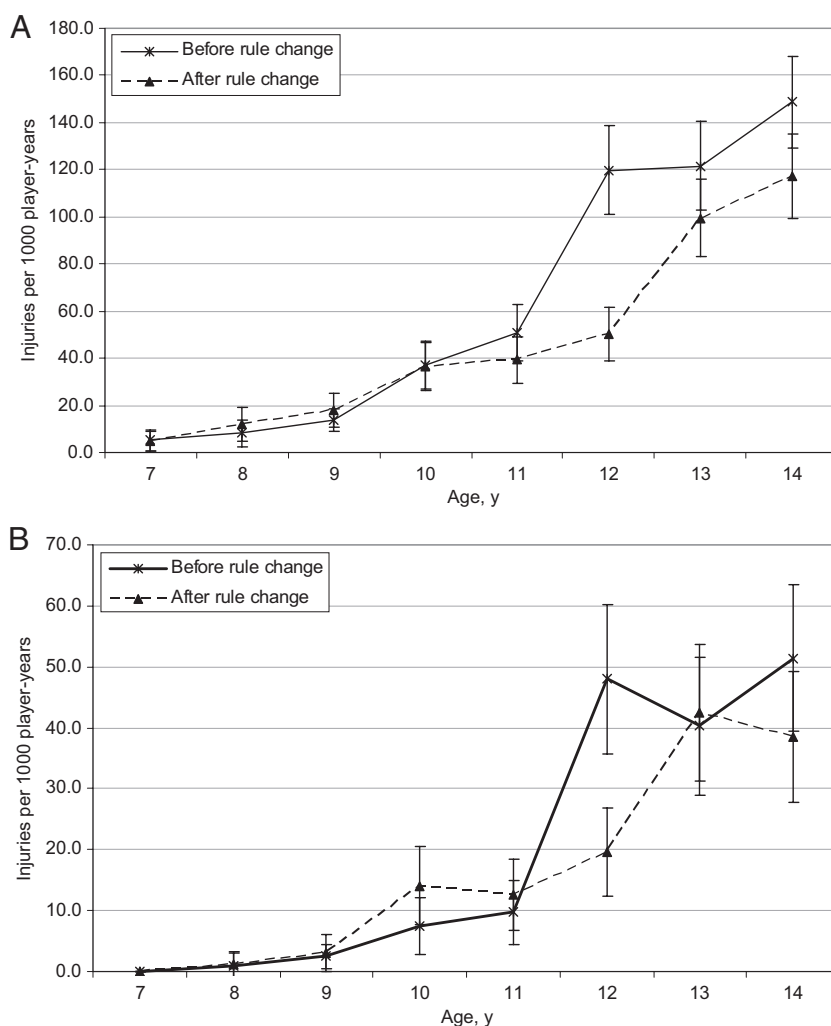 A
180.0
Before rule change
160.0
After rule change
140.0
120.0
100.0
80.0
60.0
40.0
20.0
0.0
Injuries per 1000 player-years
7 8 9 10 11 12 13 14
Age, y
B
70.0
Before rule change
60.0
After rule change
50.0
40.0
30.0
20.0
10.0
0.0
Injuries per 1000 player-years
7 8 9 10 11 12 13 14
Age, y